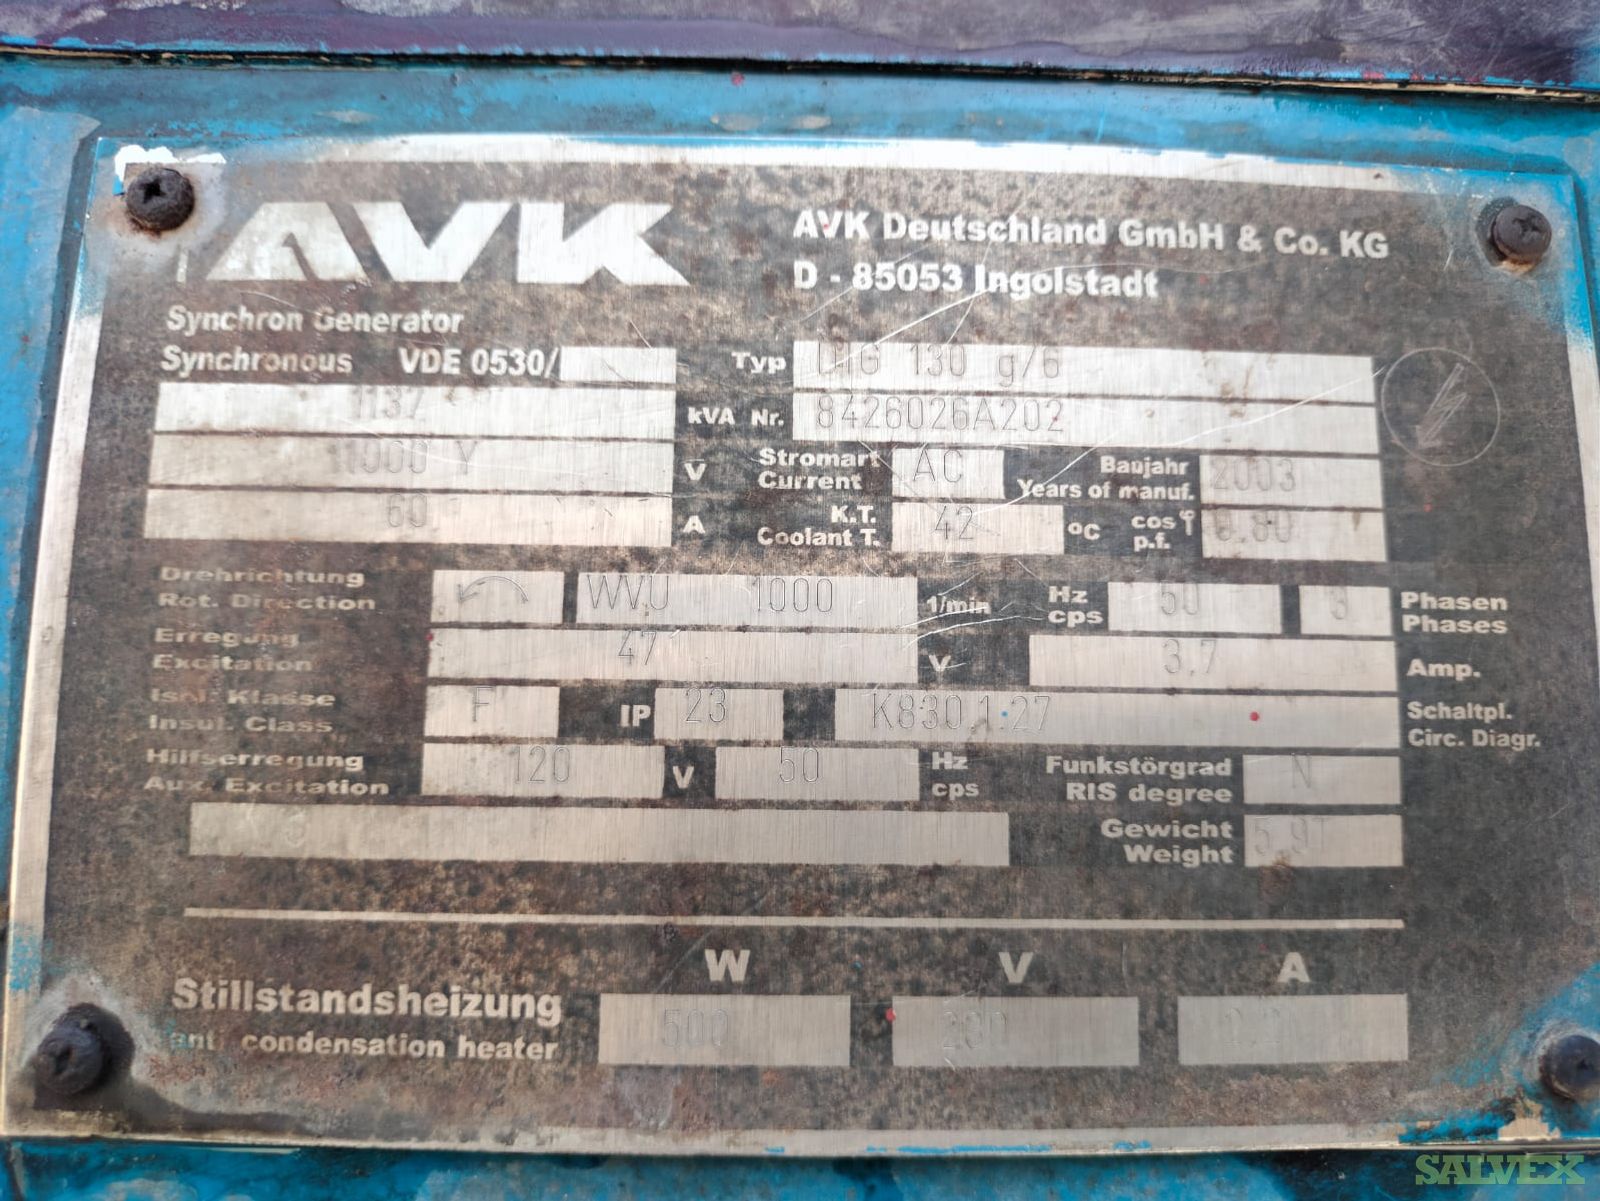 AVK
AVK Deutschland GmbH & Co. KG
D - 85053 Ingolstadt
Synchron Generator
Synchronous VDE 0530/
Typ DIG 130 g/6
1137 kVA
Nr. 8426026A202
11000 Y V
Stromart
Current AC
Baujahr
Years of manuf. 2003
60 A
K.T.
Coolant T. 42 °C
cos φ
p.f. 0.80
Drehrichtung
Rot. Direction WVU 1000 1/min
Hz
cps 50 3 Phasen
Phases
Erregung
Excitation 47 V 3,7 Amp.
Isol. Klasse
Insul. Class F IP 23 K830.1.27 Schaltpl.
Circ. Diagr.
Hilfserregung
Aux. Excitation 120 V 50 Hz
cps
Funkstörgrad
RIS degree N
Gewicht
Weight 5.9T
W V A
Stillstandsheizung
anti condensation heater 500
SALVEX